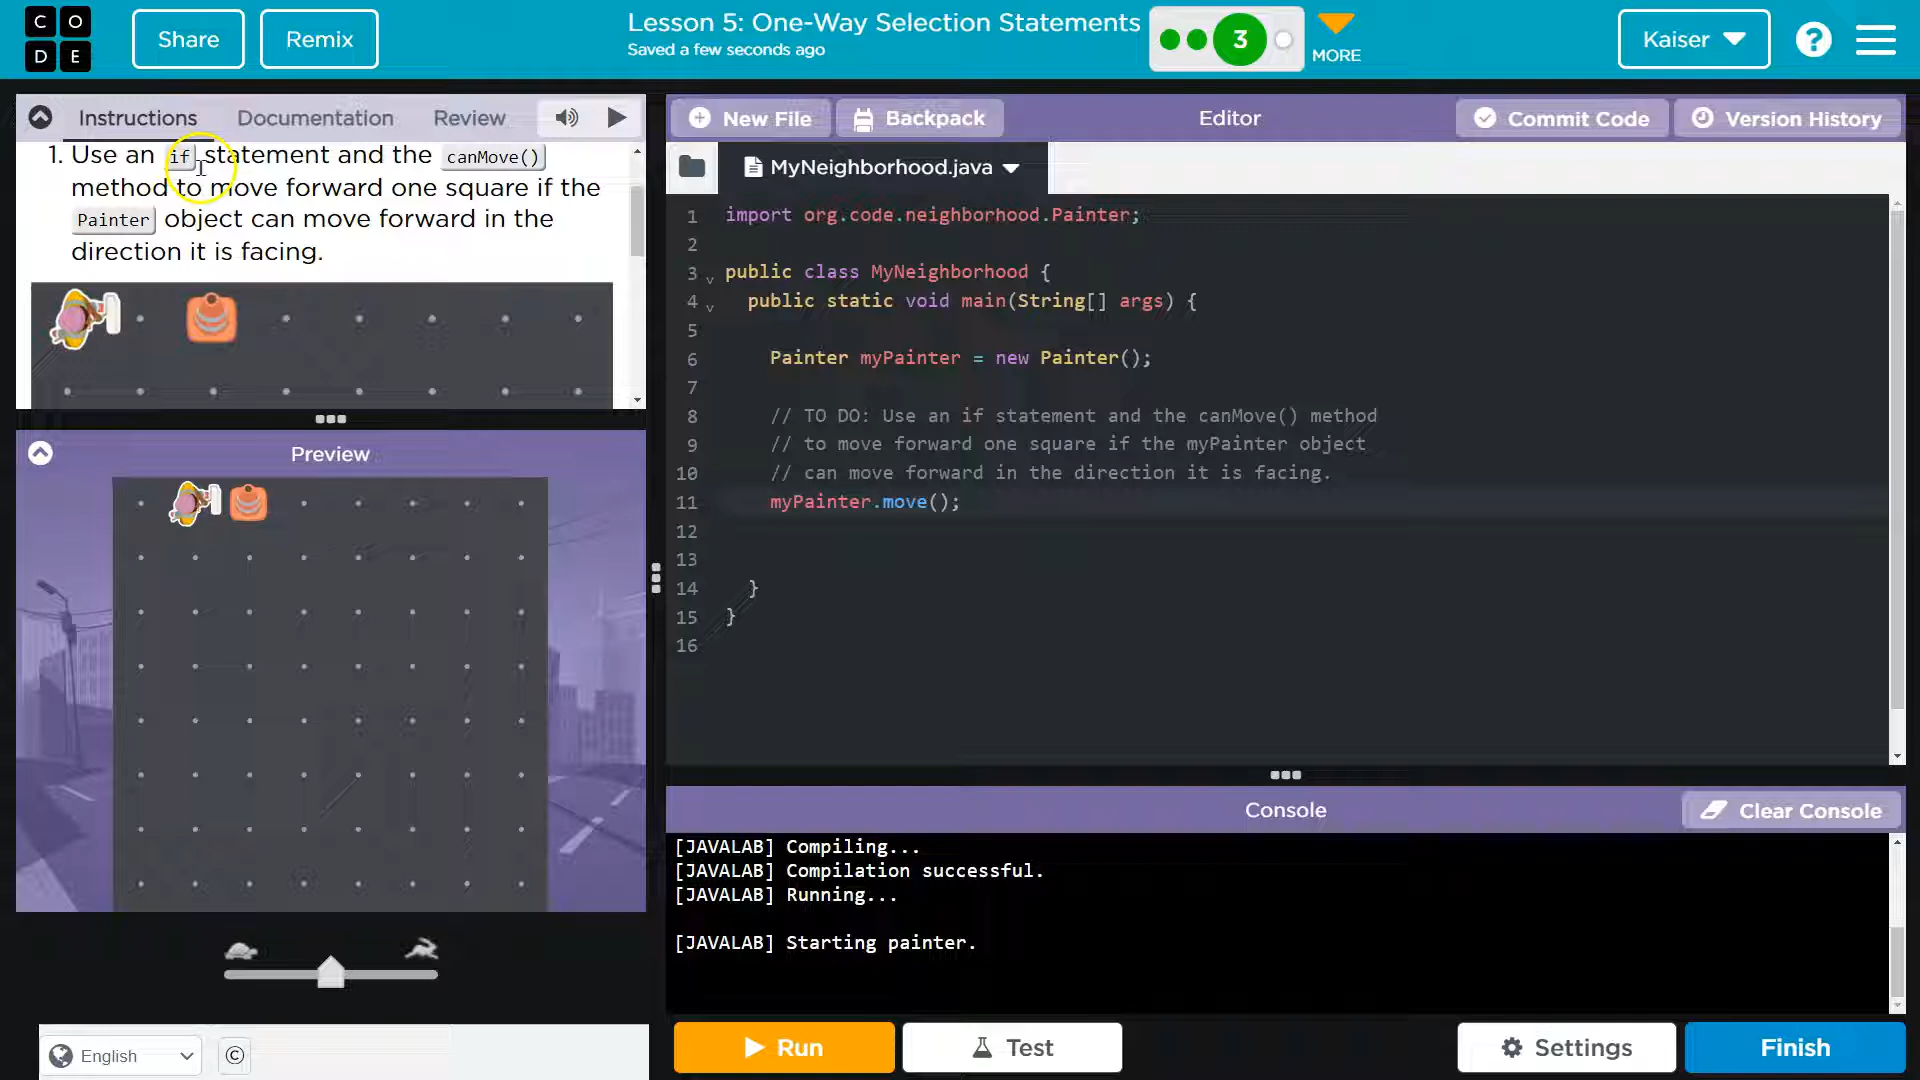 CO
DE
Share
Remix
Lesson 5: One-Way Selection Statements
Saved a few seconds ago
3
MORE
Kaiser
?
Instructions
Documentation
Review
1. Use an if statement and the canMove()
method to move forward one square if the
Painter object can move forward in the
direction it is facing.
Preview
English
©
New File
Backpack
Editor
Commit Code
Version History
MyNeighborhood.java
1 import org.code.neighborhood.Painter;
2
3 public class MyNeighborhood {
4 public static void main(String[] args) {
5
6 Painter myPainter = new Painter();
7
8 // TO DO: Use an if statement and the canMove() method
9 // to move forward one square if the myPainter object
10 // can move forward in the direction it is facing.
11 myPainter.move();
12
13
14 }
15 }
16
Console
Clear Console
[JAVALAB] Compiling...
[JAVALAB] Compilation successful.
[JAVALAB] Running...
[JAVALAB] Starting painter.
Run
Test
Settings
Finish